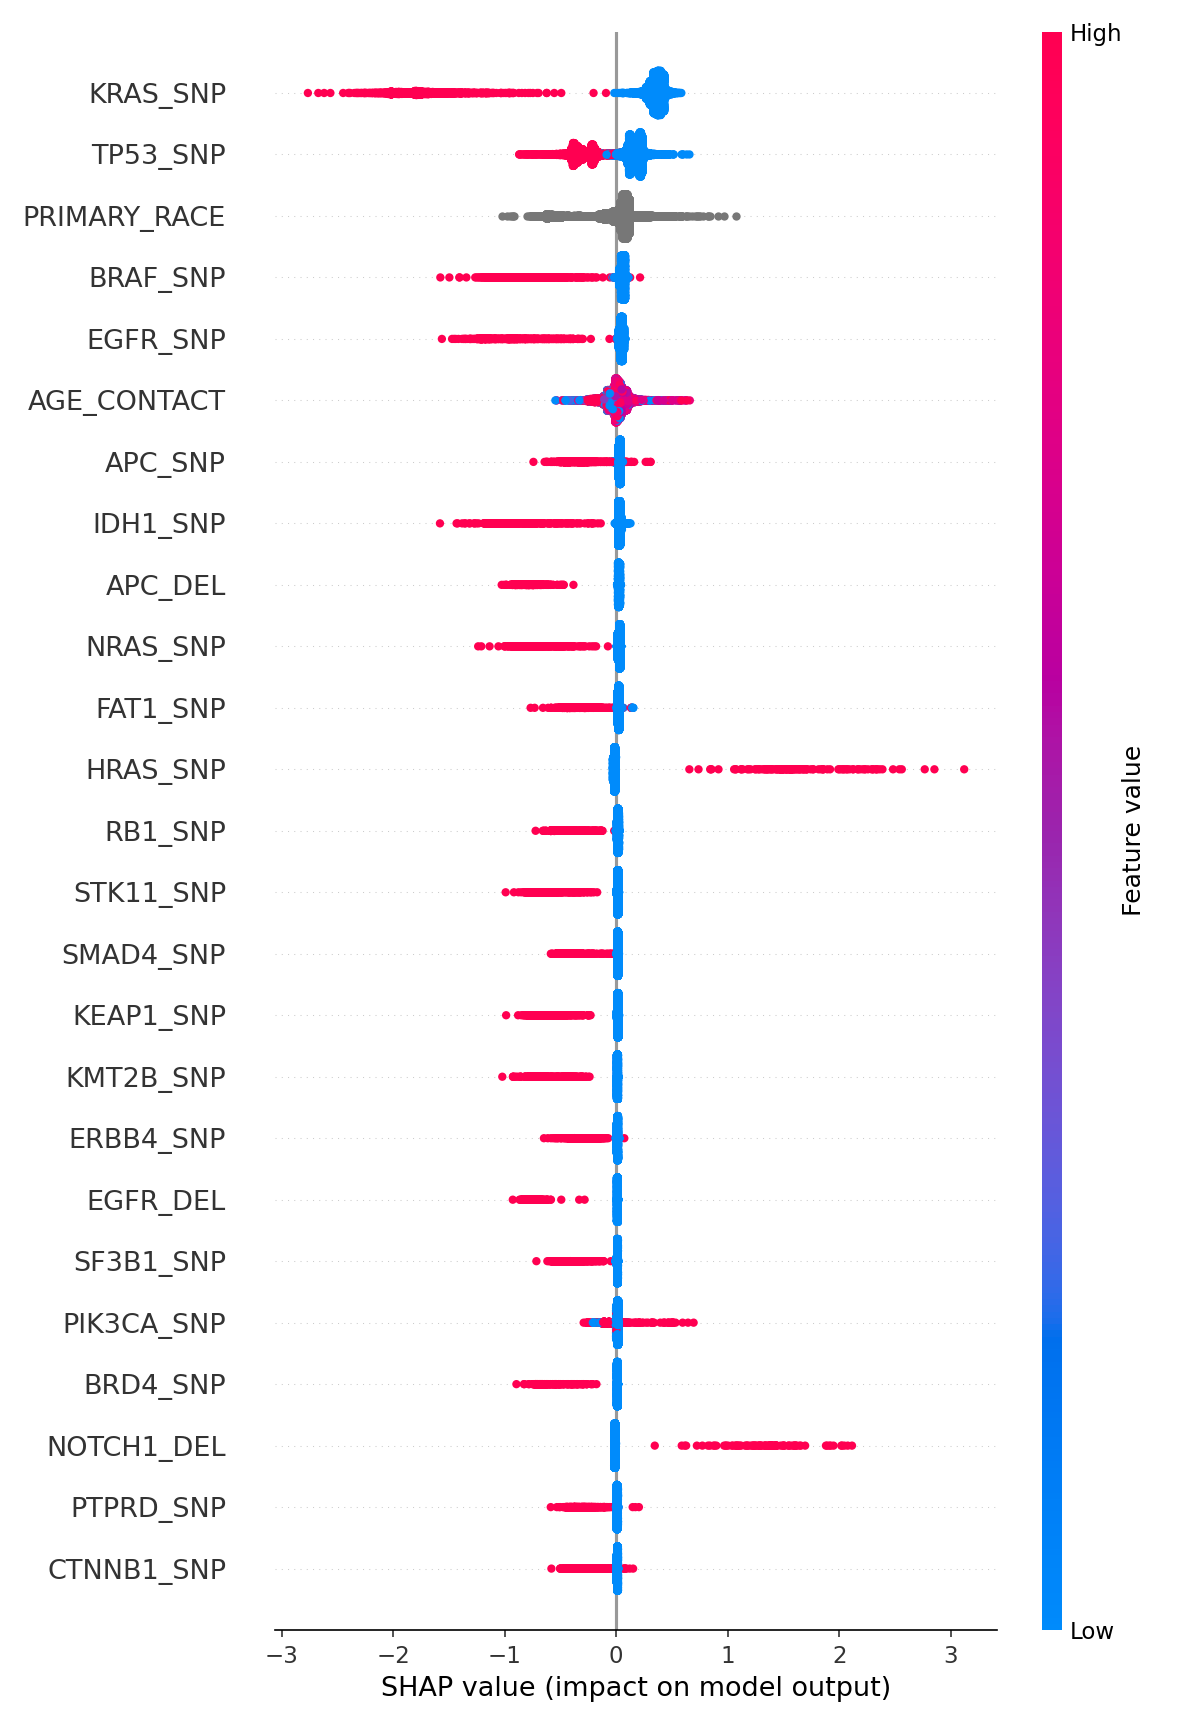 High
KRAS_SNP
TP53_SNP
PRIMARY_RACE
BRAF_SNP
EGFR_SNP
AGE_CONTACT
APC_SNP
IDH1_SNP
APC_DEL
NRAS_SNP
FAT1_SNP
HRAS_SNP
RB1_SNP
STK11_SNP
SMAD4_SNP
KEAP1_SNP
KMT2B_SNP
ERBB4_SNP
EGFR_DEL
SF3B1_SNP
PIK3CA_SNP
BRD4_SNP
NOTCH1_DEL
PTPRD_SNP
CTNNB1_SNP
Feature value
Low
−3 −2 −1 0 1 2 3
SHAP value (impact on model output)